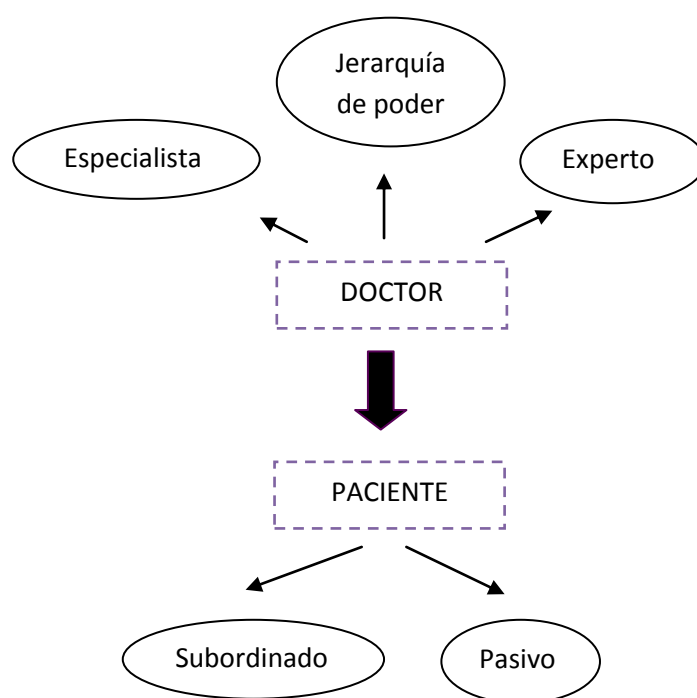 Jerarquía
de poder
Especialista
Experto
DOCTOR
PACIENTE
Subordinado
Pasivo